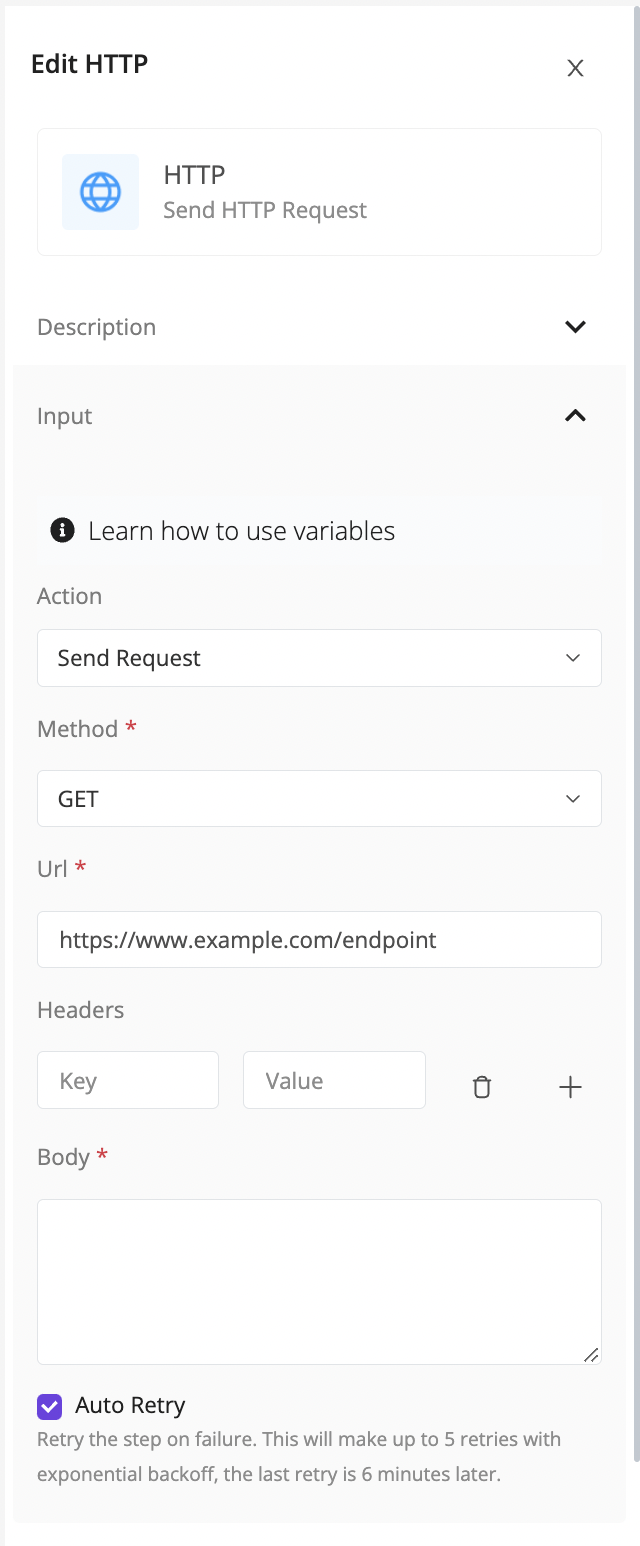 Edit HTTP
HTTP
Send HTTP Request
Description
Input
Learn how to use variables
Action
Send Request
Method *
GET
Url *
https://www.example.com/endpoint
Headers
Key Value
Body *
Auto Retry
Retry the step on failure. This will make up to 5 retries with
exponential backoff, the last retry is 6 minutes later.